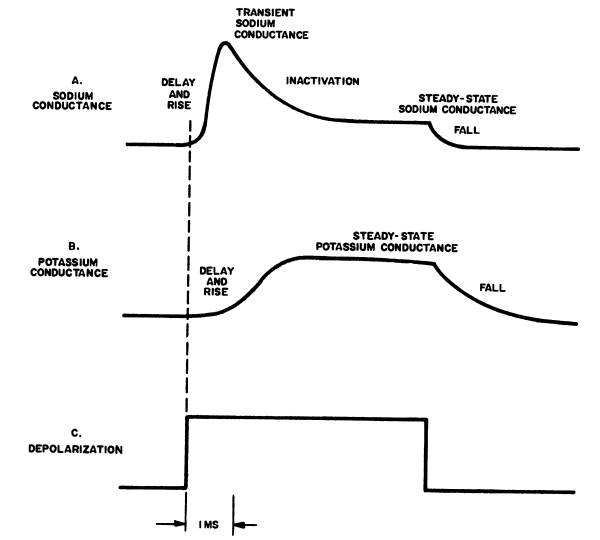 TRANSIENT
SODIUM
CONDUCTANCE
A.
SODIUM
CONDUCTANCE
DELAY
AND
RISE
INACTIVATION
STEADY-STATE
SODIUM CONDUCTANCE
FALL
B.
POTASSIUM
CONDUCTANCE
DELAY
AND
RISE
STEADY-STATE
POTASSIUM CONDUCTANCE
FALL
C.
DEPOLARIZATION
1 MS